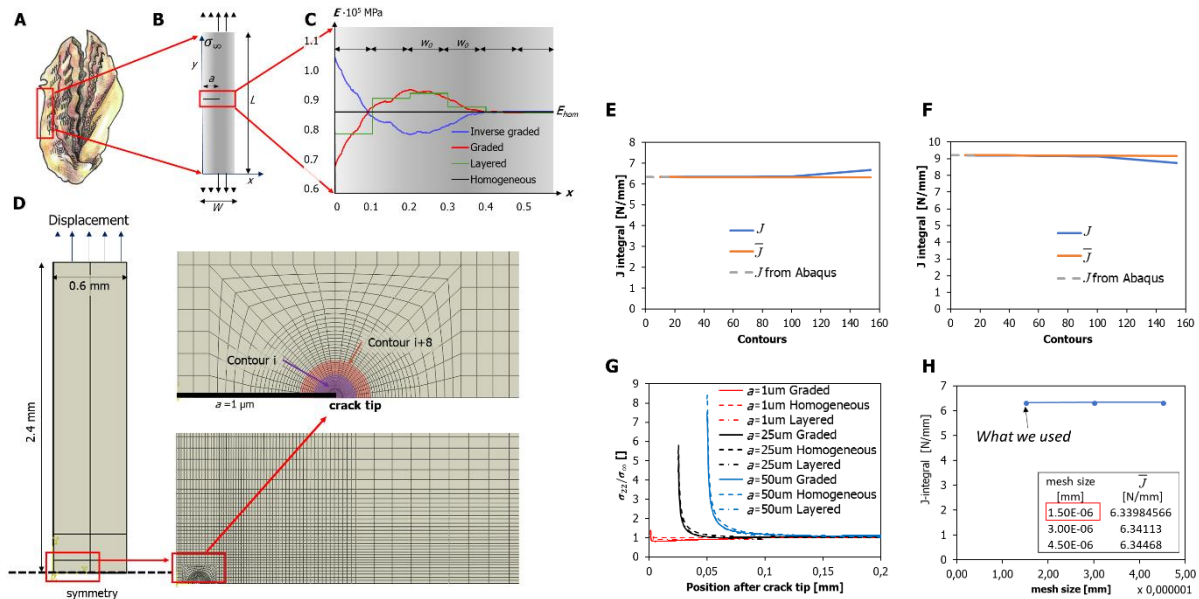 A
B
σ∞
y
a
L
x
W
C
E ·10⁵ MPa
1.1
1.0
0.9
0.8
0.7
0.6
w₀
w₀
E_hom
Inverse graded
Graded
Layered
Homogeneous
0
0.1
0.2
0.3
0.4
0.5
x
D
Displacement
0.6 mm
2.4 mm
symmetry
Contour i
Contour i+8
a =1 µm
crack tip
E
J integral [N/mm]
9
8
7
6
5
4
3
2
1
0
J
J̅
J from Abaqus
0
20
40
60
80
100
120
140
160
Contours
F
J integral [N/mm]
10
9
8
7
6
5
4
3
2
1
0
J
J̅
J from Abaqus
0
20
40
60
80
100
120
140
160
Contours
G
σ₂₂/σ∞ []
9
8
7
6
5
4
3
2
1
0
a=1um Graded
a=1um Homogeneous
a=1um Layered
a=25um Graded
a=25um Homogeneous
a=25um Layered
a=50um Graded
a=50um Homogeneous
a=50um Layered
0
0,05
0,1
0,15
0,2
Position after crack tip [mm]
H
J-integral [N/mm]
7
6
5
4
3
2
1
0
What we used
mesh size J̅
[mm] [N/mm]
1.50E-06 6.33984566
3.00E-06 6.34113
4.50E-06 6.34468
0,00 1,00 2,00 3,00 4,00 5,00
mesh size [mm] x 0,000001